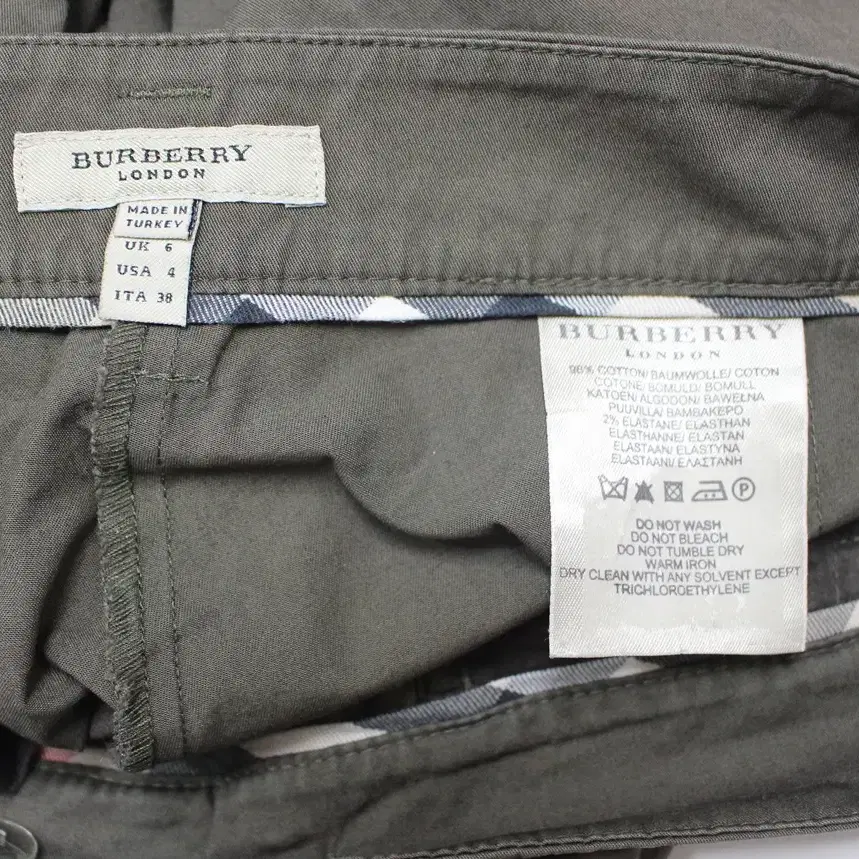 BURBERRY
LONDON
MADE IN
TURKEY
UK 6
USA 4
ITA 38
BURBERRY
LONDON
98% COTTON/BAUMWOLLE/ COTON
COTONE/ BOMULD/ BOMULL
KATOEN/ ALGODON/ BAWEŁNA
PUUVILLA/ ΒΑΜΒΑΚΕΡΟ
2% ELASTANE/ ELASTHAN
ELASTHANNE/ ELASTAN
ELASTAAN/ ELASTYNA
ELASTAANI/ ΕΛΑΣΤΑΝΗ
P
DO NOT WASH
DO NOT BLEACH
DO NOT TUMBLE DRY
WARM IRON
DRY CLEAN WITH ANY SOLVENT EXCEPT
TRICHLOROETHYLENE